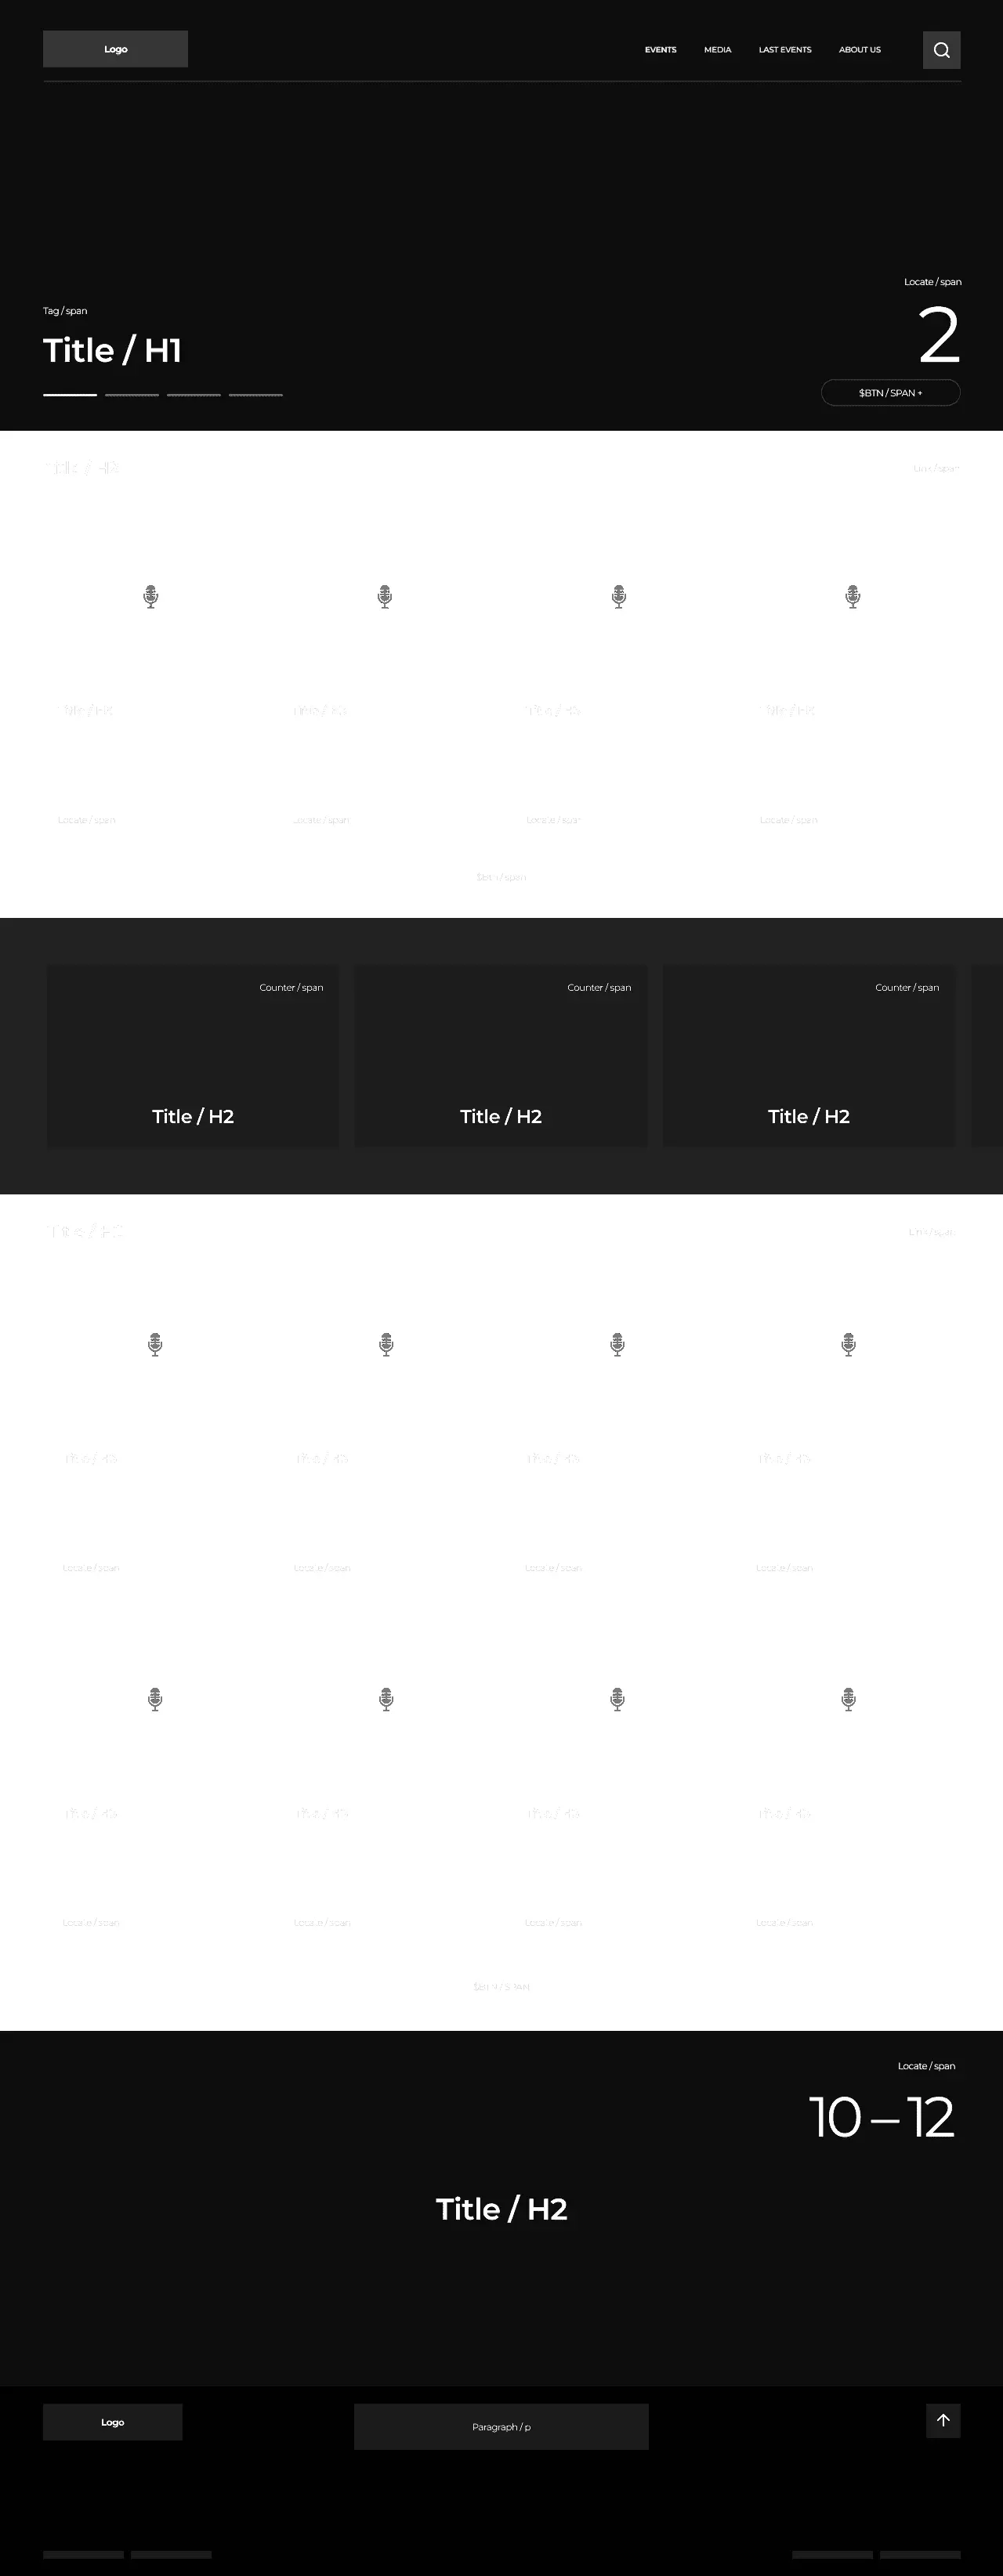 Logo
EVENTS MEDIA LAST EVENTS ABOUT US
Locate / span
Tag / span
2
Title / H1
$BTN / SPAN +
Title / H2
Link / span
Title / H3 Title / H3 Title / H3 Title / H3
Locate / span Locate / span Locate / span Locate / span
$Btn / span
Counter / span Counter / span Counter / span
Title / H2 Title / H2 Title / H2
Title / H2
Link / span
Title / H3 Title / H3 Title / H3 Title / H3
Locate / span Locate / span Locate / span Locate / span
Title / H3 Title / H3 Title / H3 Title / H3
Locate / span Locate / span Locate / span Locate / span
$BTN / SPAN
Locate / span
10 – 12
Title / H2
Logo
Paragraph / p